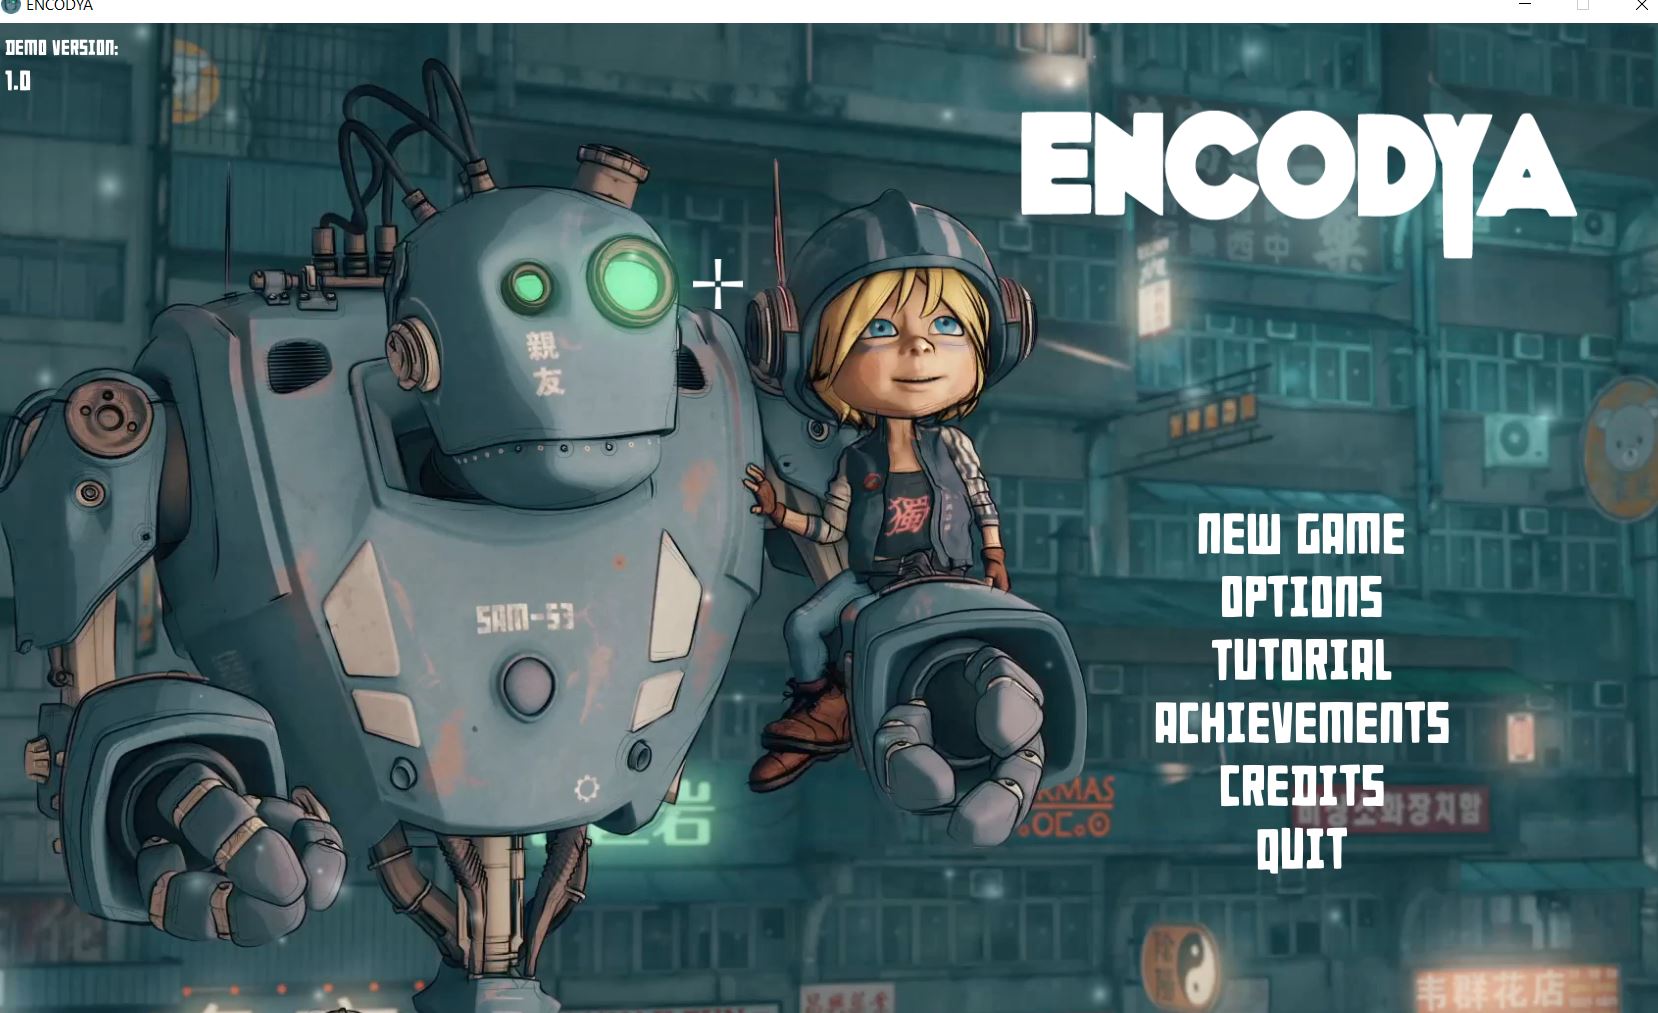 ENCODYA
DEMO VERSION:
1.0
ENCODYA
親
友
獨
SAM-53
NEW GAME
OPTIONS
TUTORIAL
ACHIEVEMENTS
CREDITS
QUIT
韦群花店